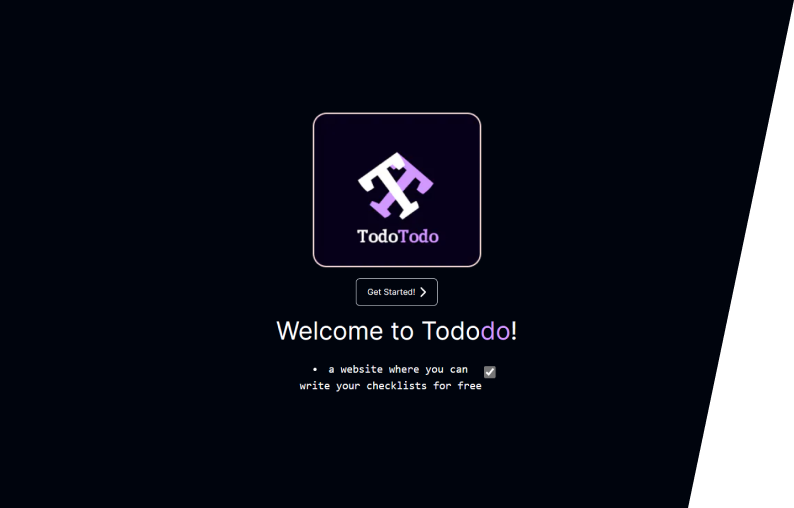 TodoTodo
Get Started!
Welcome to Tododo!
• a website where you can
write your checklists for free